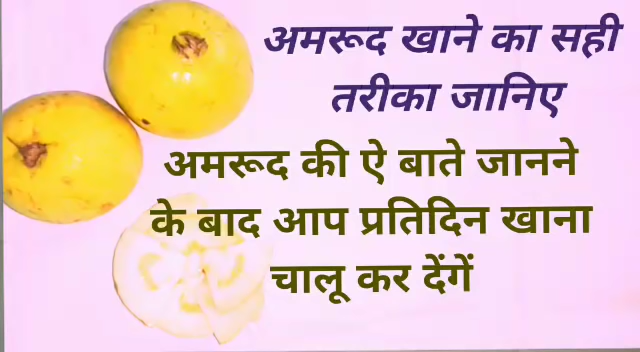 अमरूद खाने का सही
तरीका जानिए
अमरूद की ऐ बाते जानने
के बाद आप प्रतिदिन खाना
चालू कर देंगें